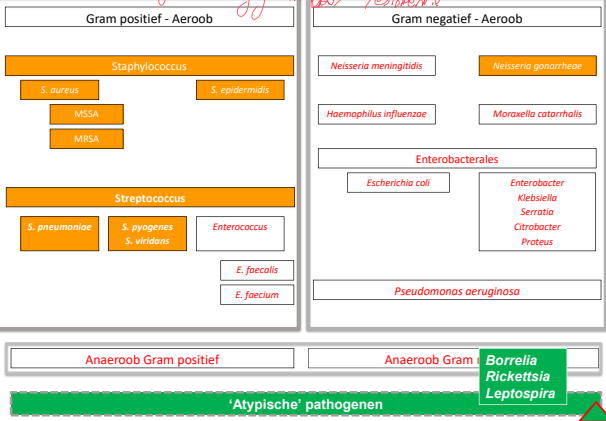 Gram positief - Aeroob
Staphylococcus
S. aureus
S. epidermidis
MSSA
MRSA
Streptococcus
S. pneumoniae
S. pyogenes
S. viridans
Enterococcus
E. faecalis
E. faecium
Gram negatief - Aeroob
Neisseria meningitidis
Neisseria gonorrheae
Haemophilus influenzae
Moraxella catarrhalis
Enterobacterales
Escherichia coli
Enterobacter
Klebsiella
Serratia
Citrobacter
Proteus
Pseudomonas aeruginosa
Anaeroob Gram positief
Anaeroob Gram
Borrelia
Rickettsia
Leptospira
‘Atypische’ pathogenen